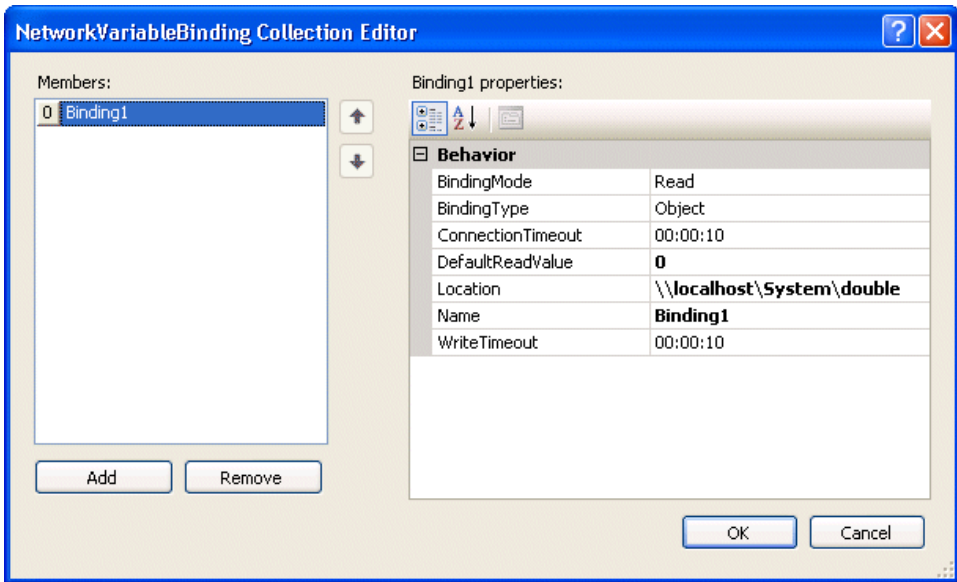 NetworkVariableBinding Collection Editor
Members:
0 Binding1
Add Remove
Binding1 properties:
Behavior
BindingMode Read
BindingType Object
ConnectionTimeout 00:00:10
DefaultReadValue 0
Location \\localhost\System\double
Name Binding1
WriteTimeout 00:00:10
OK Cancel